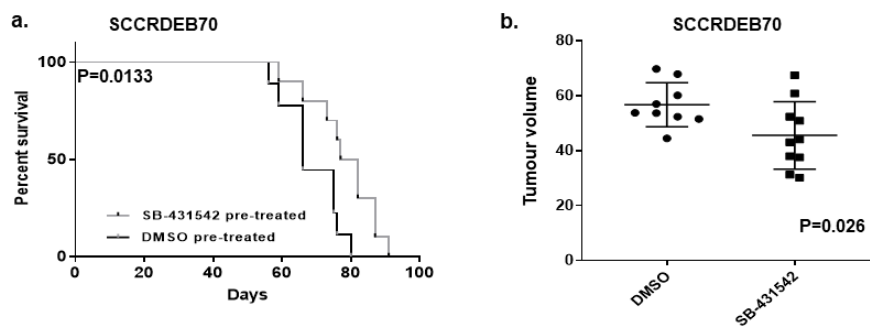 a.
SCCRDEB70
100
P=0.0133
50
0
Percent survival
SB-431542 pre-treated
DMSO pre-treated
0 20 40 60 80 100
Days
b.
SCCRDEB70
80
60
40
20
0
Tumour volume
P=0.026
DMSO
SB-431542